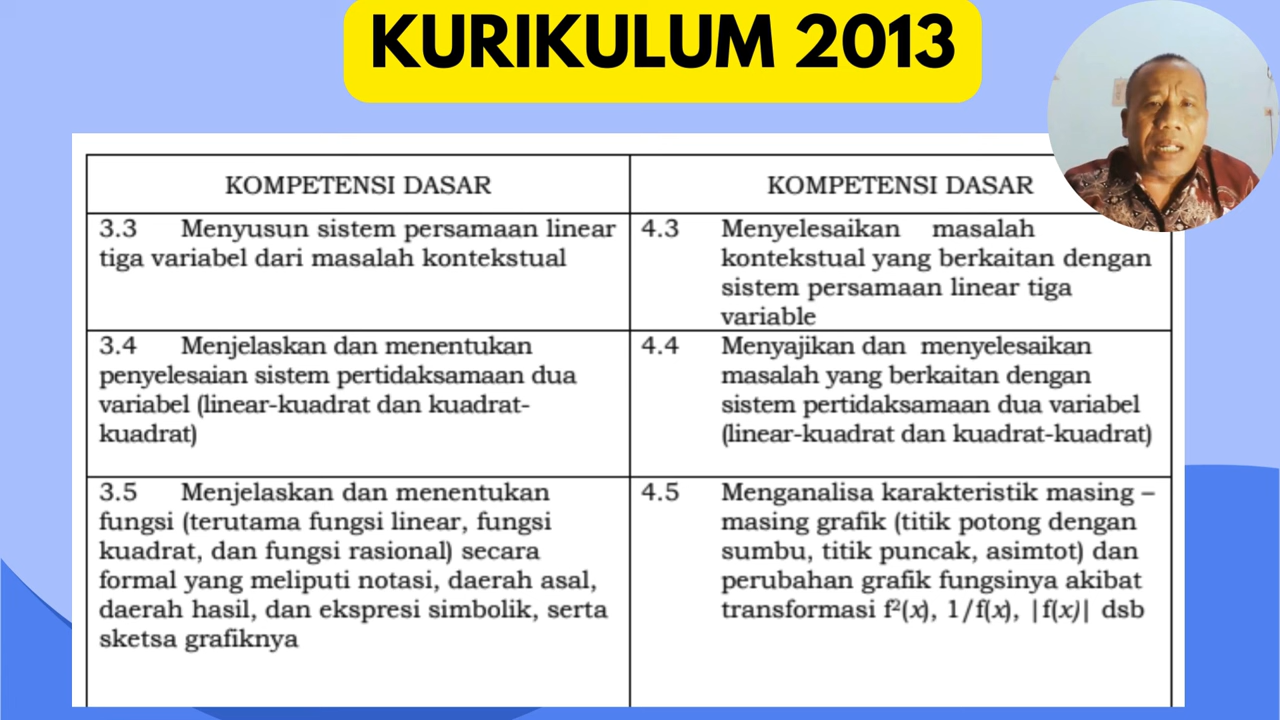 KURIKULUM 2013
KOMPETENSI DASAR
KOMPETENSI DASAR
3.3 Menyusun sistem persamaan linear
tiga variabel dari masalah kontekstual
4.3 Menyelesaikan masalah
kontekstual yang berkaitan dengan
sistem persamaan linear tiga
variable
3.4 Menjelaskan dan menentukan
penyelesaian sistem pertidaksamaan dua
variabel (linear-kuadrat dan kuadrat-
kuadrat)
4.4 Menyajikan dan menyelesaikan
masalah yang berkaitan dengan
sistem pertidaksamaan dua variabel
(linear-kuadrat dan kuadrat-kuadrat)
3.5 Menjelaskan dan menentukan
fungsi (terutama fungsi linear, fungsi
kuadrat, dan fungsi rasional) secara
formal yang meliputi notasi, daerah asal,
daerah hasil, dan ekspresi simbolik, serta
sketsa grafiknya
4.5 Menganalisa karakteristik masing –
masing grafik (titik potong dengan
sumbu, titik puncak, asimtot) dan
perubahan grafik fungsinya akibat
transformasi f²(x), 1/f(x), |f(x)| dsb